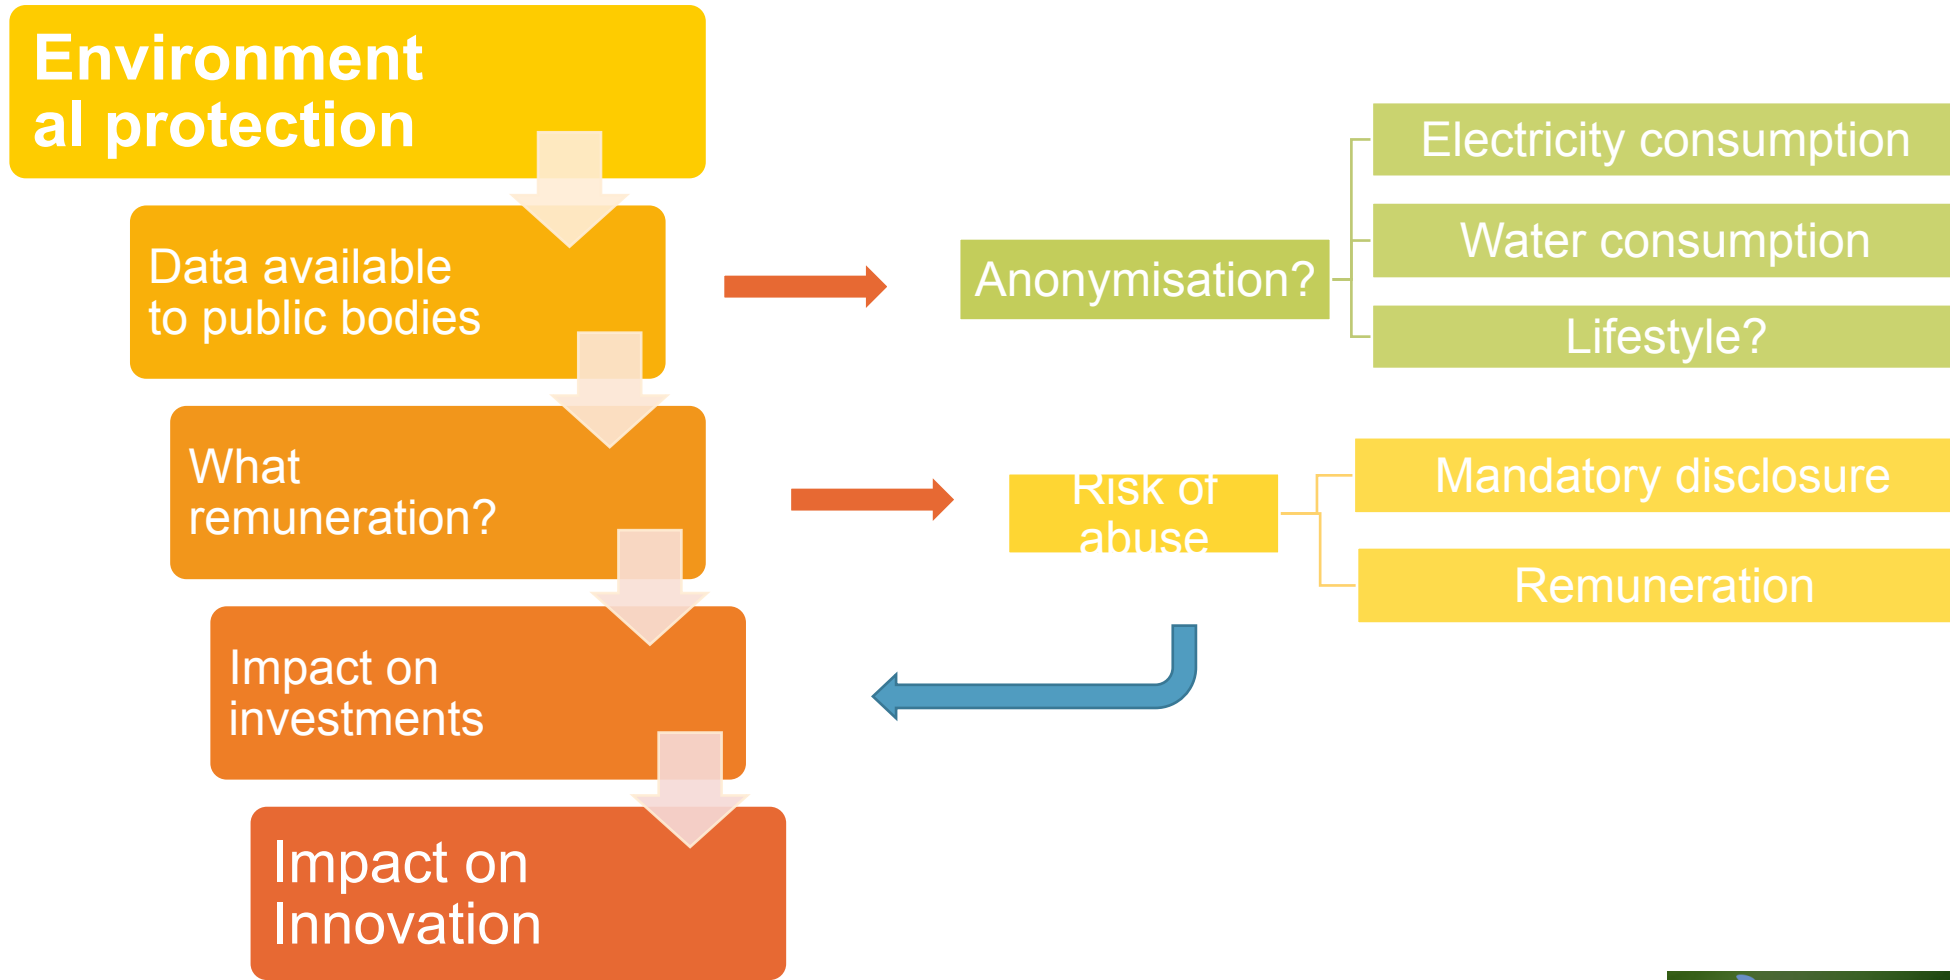 Environment
al protection
Data available
to public bodies
What
remuneration?
Impact on
investments
Impact on
Innovation
Anonymisation?
Electricity consumption
Water consumption
Lifestyle?
Risk of
abuse
Mandatory disclosure
Remuneration